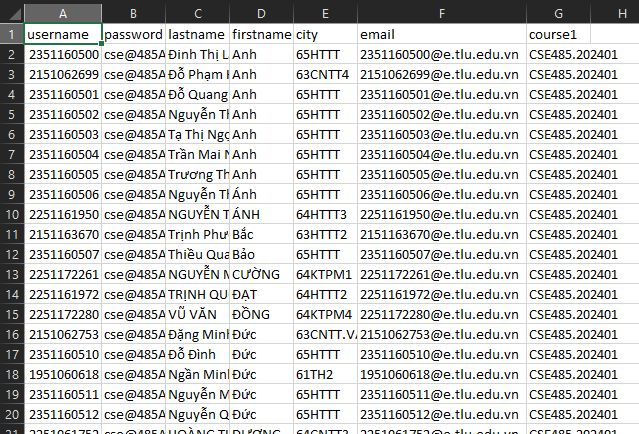 A B C D E F G H
1 username password lastname firstname city email course1
2 2351160500 cse@485A Đinh Thị L Anh 65HTTT 2351160500@e.tlu.edu.vn CSE485.202401
3 2151062699 cse@485A Đỗ Phạm Anh 63CNTT4 2151062699@e.tlu.edu.vn CSE485.202401
4 2351160501 cse@485A Đỗ Quang Anh 65HTTT 2351160501@e.tlu.edu.vn CSE485.202401
5 2351160502 cse@485A Nguyễn Th Anh 65HTTT 2351160502@e.tlu.edu.vn CSE485.202401
6 2351160503 cse@485A Tạ Thị Ngọ Anh 65HTTT 2351160503@e.tlu.edu.vn CSE485.202401
7 2351160504 cse@485A Trần Mai N Anh 65HTTT 2351160504@e.tlu.edu.vn CSE485.202401
8 2351160505 cse@485A Trương Th Anh 65HTTT 2351160505@e.tlu.edu.vn CSE485.202401
9 2351160506 cse@485A Nguyễn Th Ánh 65HTTT 2351160506@e.tlu.edu.vn CSE485.202401
10 2251161950 cse@485A NGUYỄN T ÁNH 64HTTT3 2251161950@e.tlu.edu.vn CSE485.202401
11 2151163670 cse@485A Trịnh Phư Bắc 63HTTT2 2151163670@e.tlu.edu.vn CSE485.202401
12 2351160507 cse@485A Thiều Qua Bảo 65HTTT 2351160507@e.tlu.edu.vn CSE485.202401
13 2251172261 cse@485A NGUYỄN M CƯỜNG 64KTPM1 2251172261@e.tlu.edu.vn CSE485.202401
14 2251161972 cse@485A TRỊNH QU ĐẠT 64HTTT2 2251161972@e.tlu.edu.vn CSE485.202401
15 2251172280 cse@485A VŨ VĂN ĐỒNG 64KTPM4 2251172280@e.tlu.edu.vn CSE485.202401
16 2151062753 cse@485A Đặng Minh Đức 63CNTT.VA 2151062753@e.tlu.edu.vn CSE485.202401
17 2351160510 cse@485A Đỗ Đình Đức 65HTTT 2351160510@e.tlu.edu.vn CSE485.202401
18 1951060618 cse@485A Ngần Minh Đức 61TH2 1951060618@e.tlu.edu.vn CSE485.202401
19 2351160511 cse@485A Nguyễn M Đức 65HTTT 2351160511@e.tlu.edu.vn CSE485.202401
20 2351160512 cse@485A Nguyễn Q Đức 65HTTT 2351160512@e.tlu.edu.vn CSE485.202401